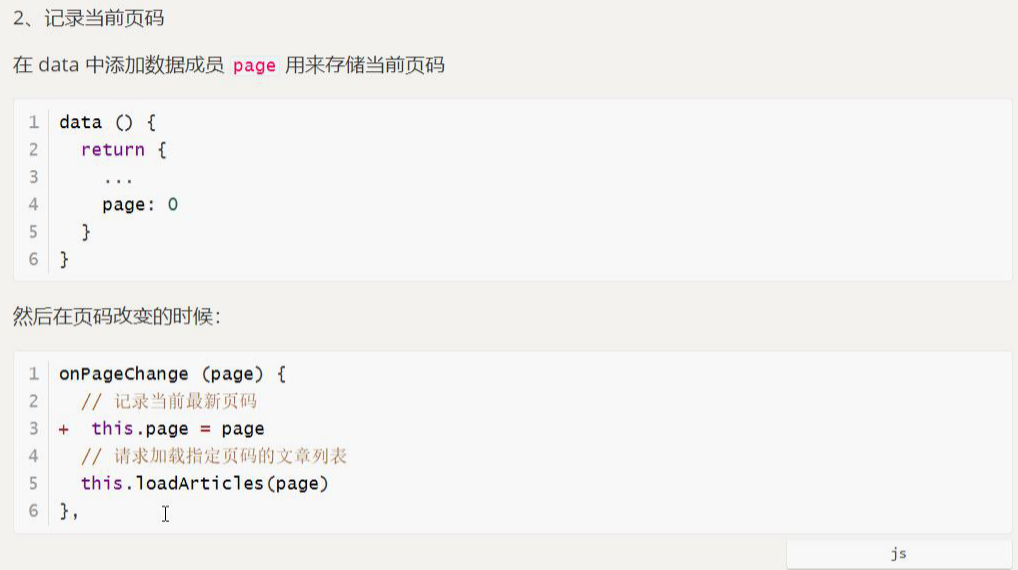 2、记录当前页码
在 data 中添加数据成员 page 用来存储当前页码
1 data () {
2 return {
3 ...
4 page: 0
5 }
6 }
然后在页码改变的时候：
1 onPageChange (page) {
2 // 记录当前最新页码
3 + this.page = page
4 // 请求加载指定页码的文章列表
5 this.loadArticles(page)
6 },
js